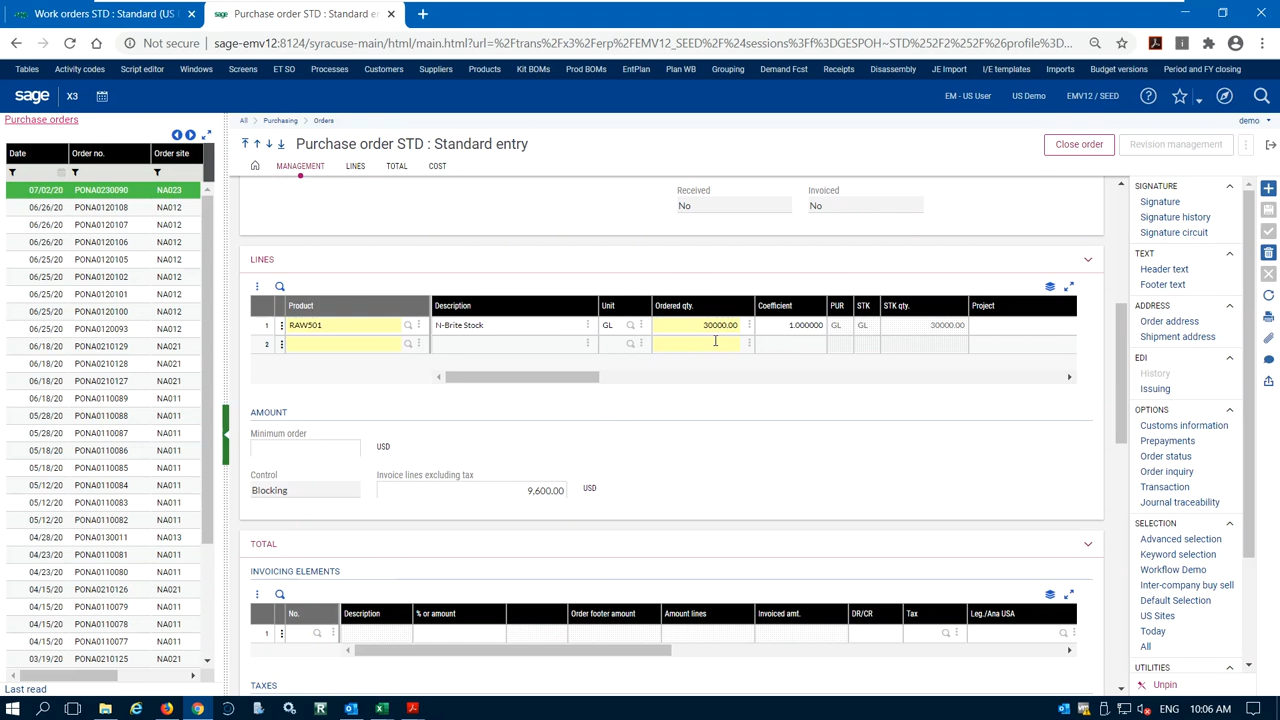 Work orders STD : Standard (US
Purchase order STD : Standard e
Not secure
sage-emv12:8124/syracuse-main/html/main.html?url=%2Ftrans%2Fx3%2Ferp%2FEMV12_SEED%2F%24sessions%3Ff%3DGESPOH~STD%252F2%252F%26profile%3D...
Tables Activity codes Script editor Windows Screens ET SO Processes Customers Suppliers Products Kit BOMs Prod BOMs EntPlan Plan WB Grouping Demand Fcst Receipts Disassembly JE Import I/E templates Imports Budget versions Period and FY closing
sage X3
EM - US User US Demo EMV12 / SEED
Purchase orders
All Purchasing Orders
demo
Purchase order STD : Standard entry
Close order Revision management
MANAGEMENT LINES TOTAL COST
Date Order no. Order site
07/02/20 PONA0230090 NA023
06/26/20 PONA0120108 NA012
06/26/20 PONA0120107 NA012
06/26/20 PONA0120106 NA012
06/25/20 PONA0120105 NA012
06/25/20 PONA0120102 NA012
06/25/20 PONA0120101 NA012
06/25/20 PONA0120093 NA012
06/18/20 PONA0210129 NA021
06/18/20 PONA0210127 NA021
06/18/20 PONA0210128 NA021
06/18/20 PONA0110089 NA011
05/28/20 PONA0110088 NA011
05/28/20 PONA0110087 NA011
05/18/20 PONA0110086 NA011
05/18/20 PONA0110085 NA011
05/12/20 PONA0110084 NA011
05/12/20 PONA0110083 NA011
05/12/20 PONA0110082 NA011
04/28/20 PONA0130011 NA013
04/23/20 PONA0110081 NA011
04/23/20 PONA0110080 NA011
04/15/20 PONA0210126 NA021
04/15/20 PONA0110079 NA011
04/15/20 PONA0110078 NA011
04/15/20 PONA0110077 NA011
03/19/20 PONA0210125 NA021
Last read
Received Invoiced
No No
LINES
Product Description Unit Ordered qty. Coefficient PUR STK STK qty. Project
1 RAW501 N-Brite Stock GL 30000.00 1.000000 GL GL 30000.00
2
AMOUNT
Minimum order
USD
Control Invoice lines excluding tax
Blocking 9,600.00 USD
TOTAL
INVOICING ELEMENTS
No. Description % or amount Order footer amount Amount lines Invoiced amt. DR/CR Tax Leg./Ana USA
1
TAXES
SIGNATURE
Signature
Signature history
Signature circuit
TEXT
Header text
Footer text
ADDRESS
Order address
Shipment address
EDI
History
Issuing
OPTIONS
Customs information
Prepayments
Order status
Order inquiry
Transaction
Journal traceability
SELECTION
Advanced selection
Keyword selection
Workflow Demo
Inter-company buy sell
Default Selection
US Sites
Today
All
UTILITIES
Unpin
ENG 10:06 AM